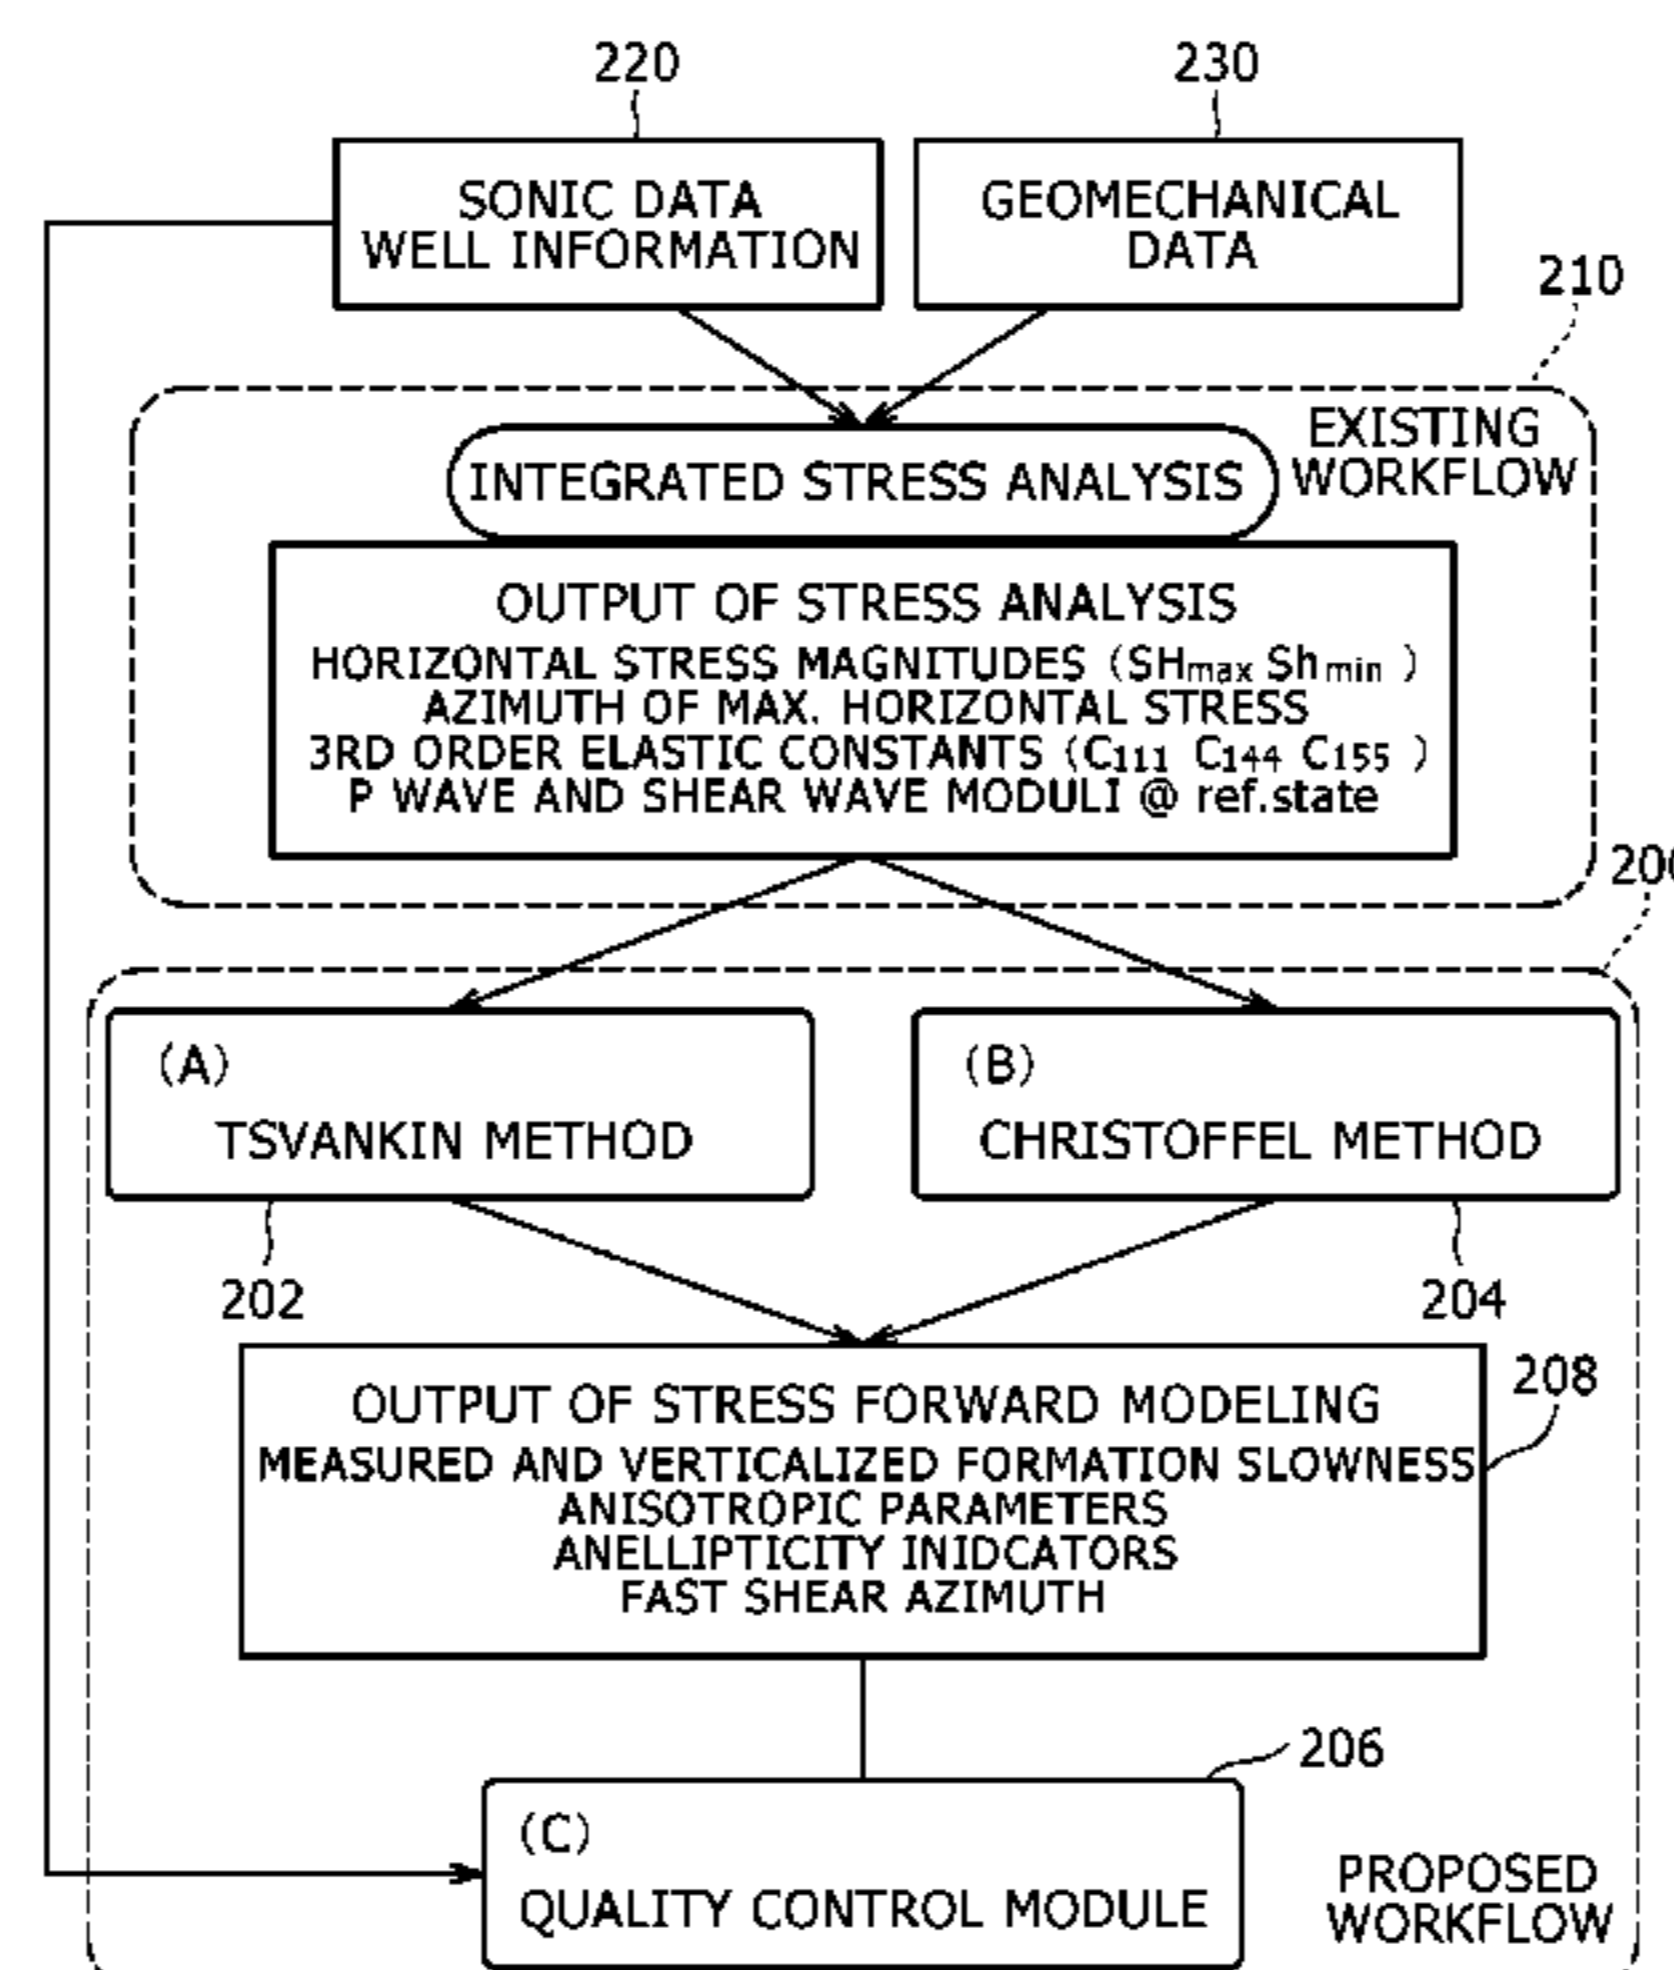 220
230
SONIC DATA
WELL INFORMATION
GEOMECHANICAL
DATA
210
EXISTING
WORKFLOW
INTEGRATED STRESS ANALYSIS
OUTPUT OF STRESS ANALYSIS
HORIZONTAL STRESS MAGNITUDES (SHmax Shmin )
AZIMUTH OF MAX. HORIZONTAL STRESS
3RD ORDER ELASTIC CONSTANTS (C111 C144 C155 )
P WAVE AND SHEAR WAVE MODULI @ ref.state
200
(A)
TSVANKIN METHOD
(B)
CHRISTOFFEL METHOD
202
204
208
OUTPUT OF STRESS FORWARD MODELING
MEASURED AND VERTICALIZED FORMATION SLOWNESS
ANISOTROPIC PARAMETERS
ANELLIPTICITY INIDCATORS
FAST SHEAR AZIMUTH
206
(C)
QUALITY CONTROL MODULE
PROPOSED
WORKFLOW